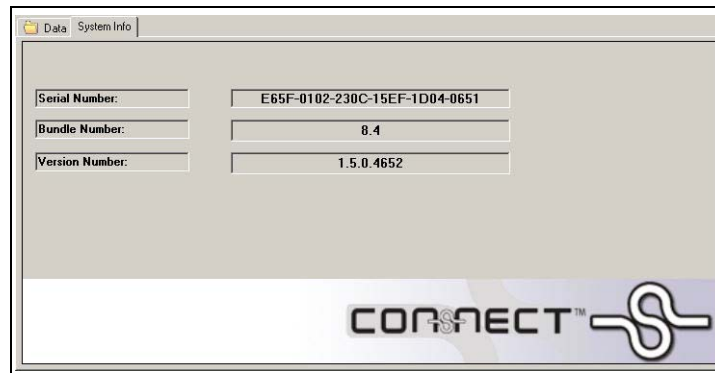 Data System Info
Serial Number: E65F-0102-230C-15EF-1D04-0651
Bundle Number: 8.4
Version Number: 1.5.0.4652
CONNECT™